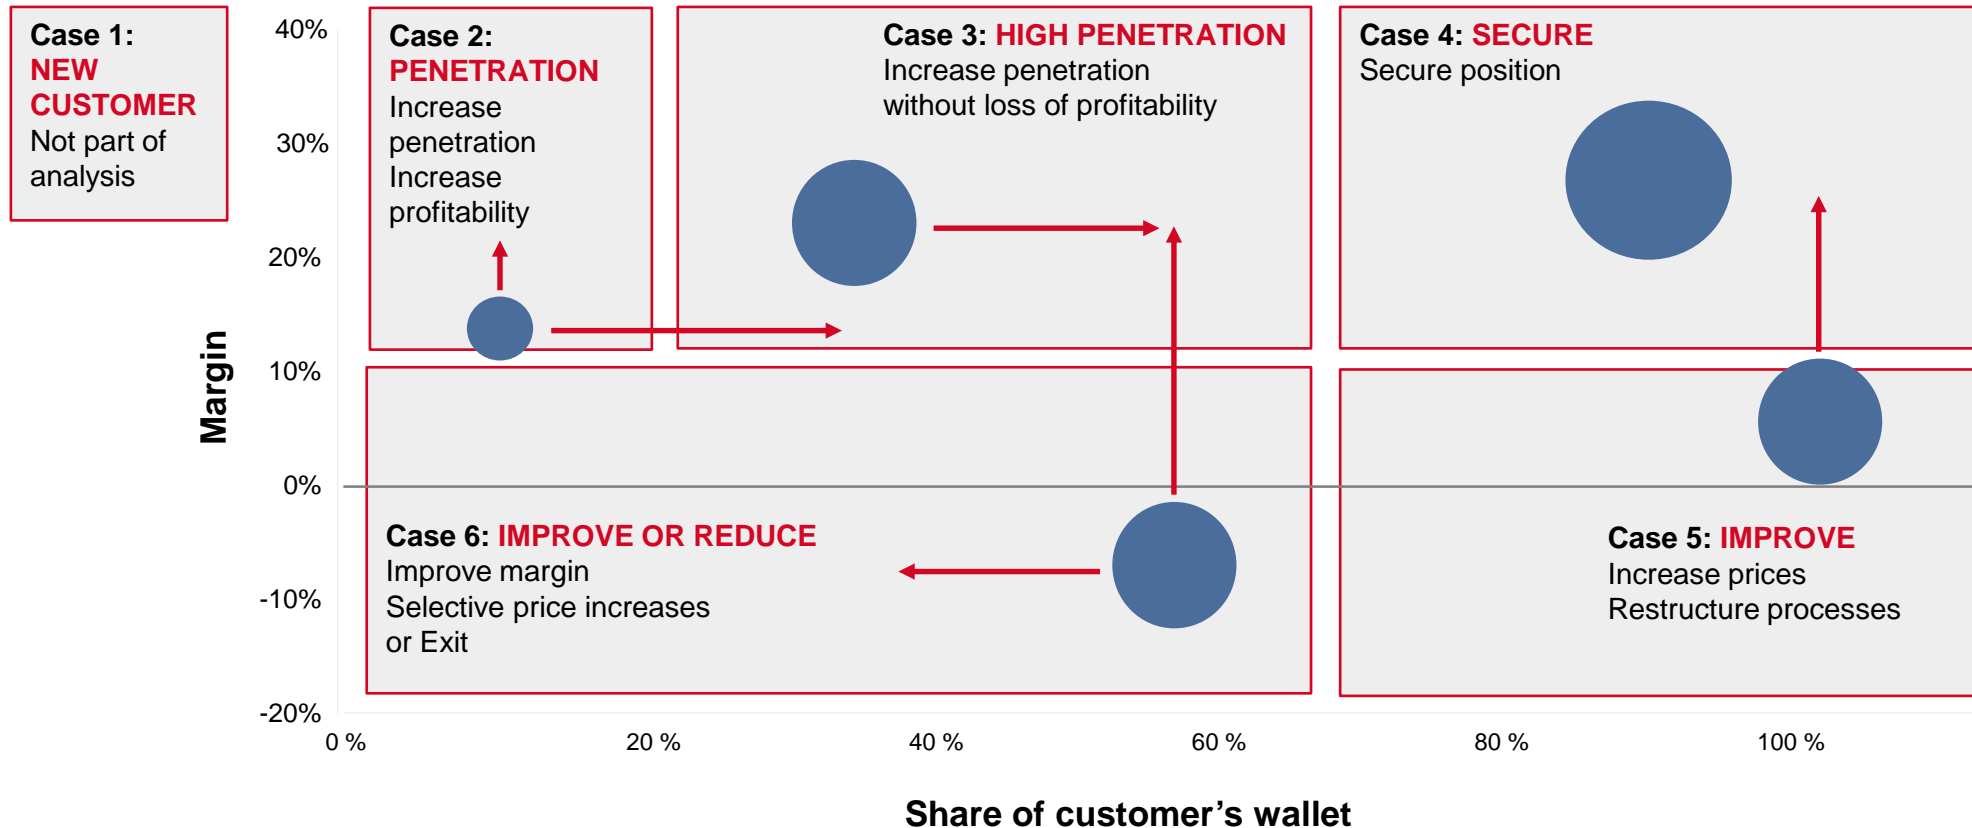 Case 1:
NEW
CUSTOMER
Not part of
analysis
Case 2:
PENETRATION
Increase
penetration
Increase
profitability
Case 3: HIGH PENETRATION
Increase penetration
without loss of profitability
Case 4: SECURE
Secure position
Case 6: IMPROVE OR REDUCE
Improve margin
Selective price increases
or Exit
Case 5: IMPROVE
Increase prices
Restructure processes
Margin
40%
30%
20%
10%
0%
-10%
-20%
0 %
20 %
40 %
60 %
80 %
100 %
Share of customer’s wallet